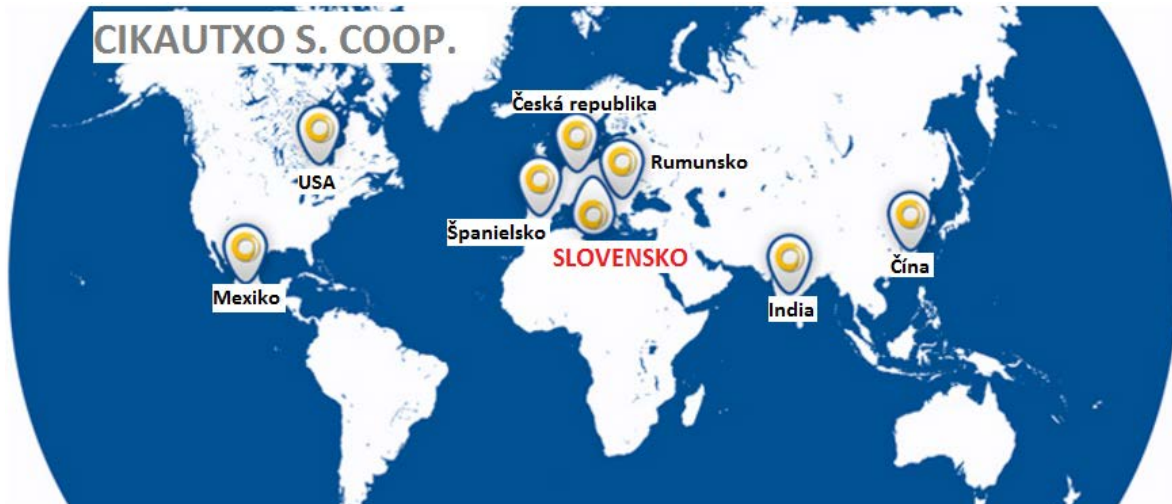 CIKAUTXO S. COOP.
Česká republika
USA
Rumunsko
Španielsko
SLOVENSKO
Mexiko
India
Čína